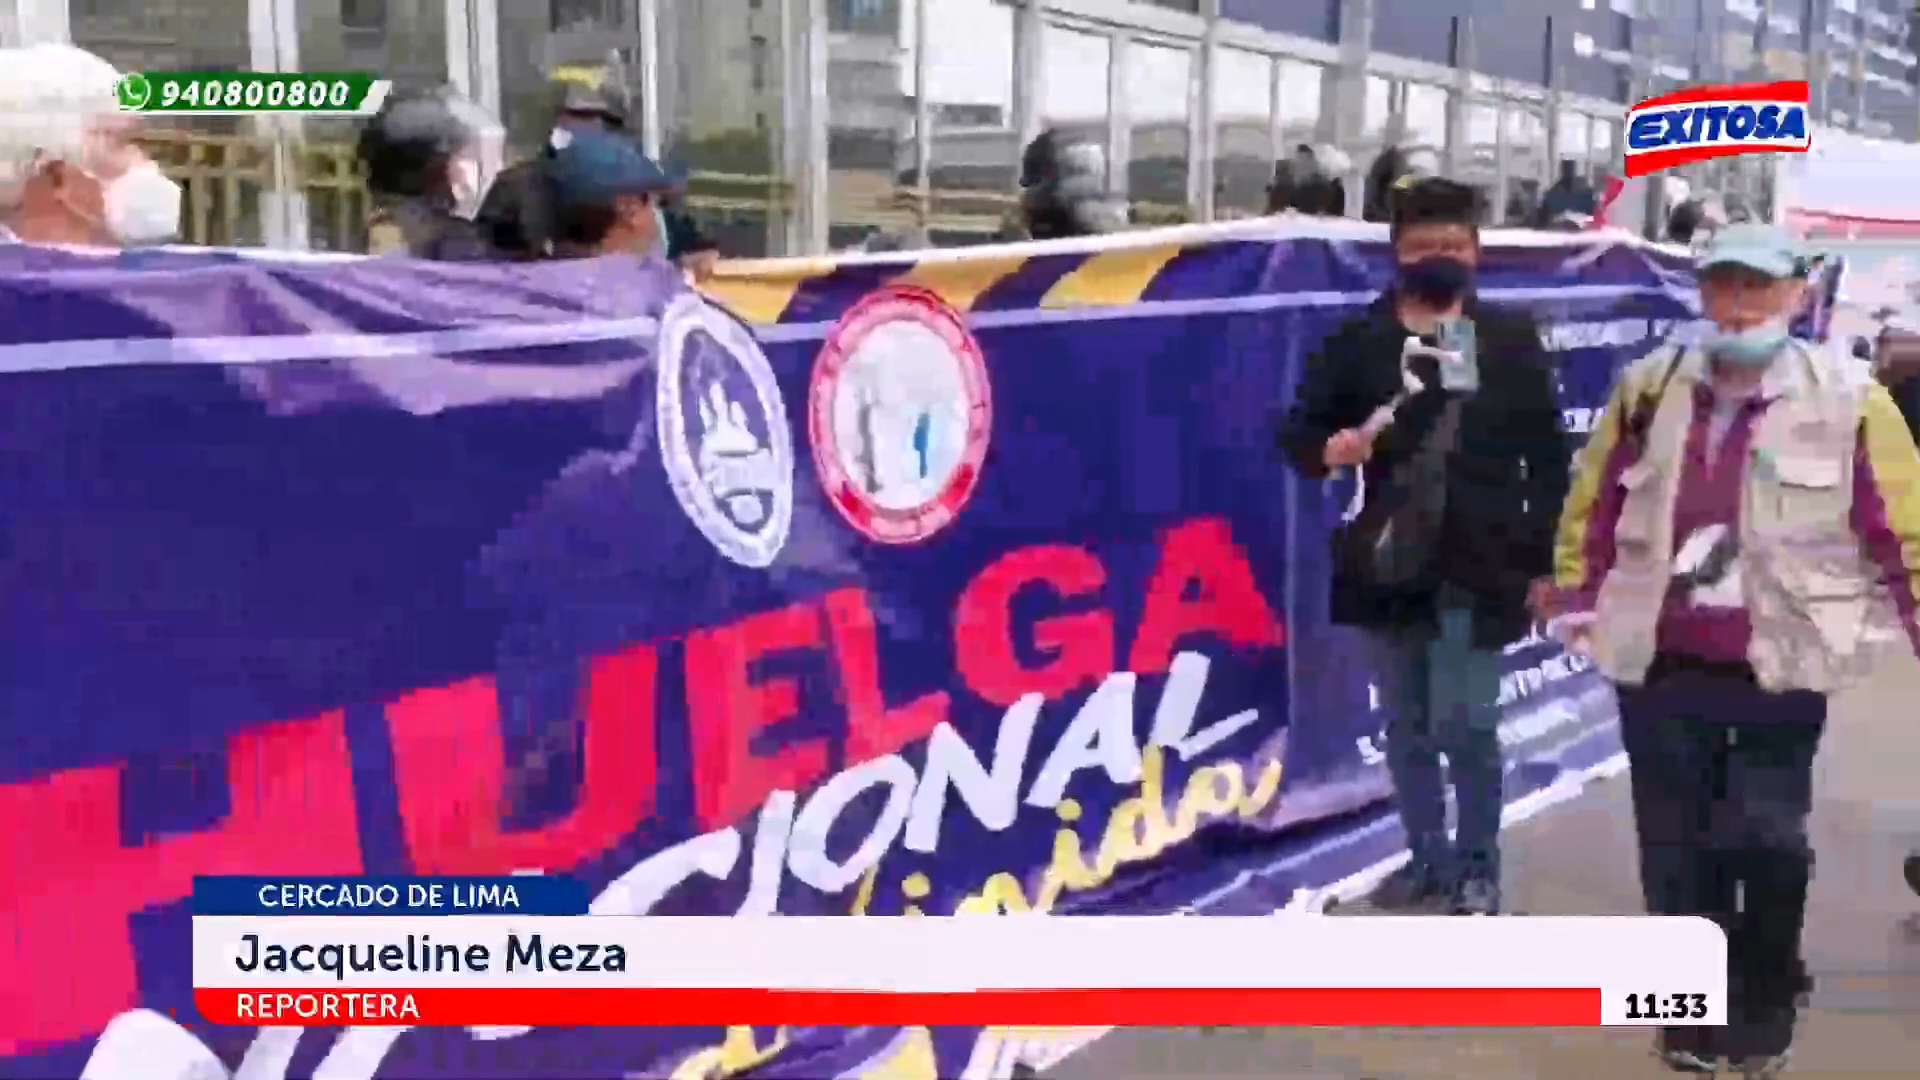 940800800
EXITOSA
HUELGA
CIONAL
CERCADO DE LIMA
Jacqueline Meza
REPORTERA
11:33